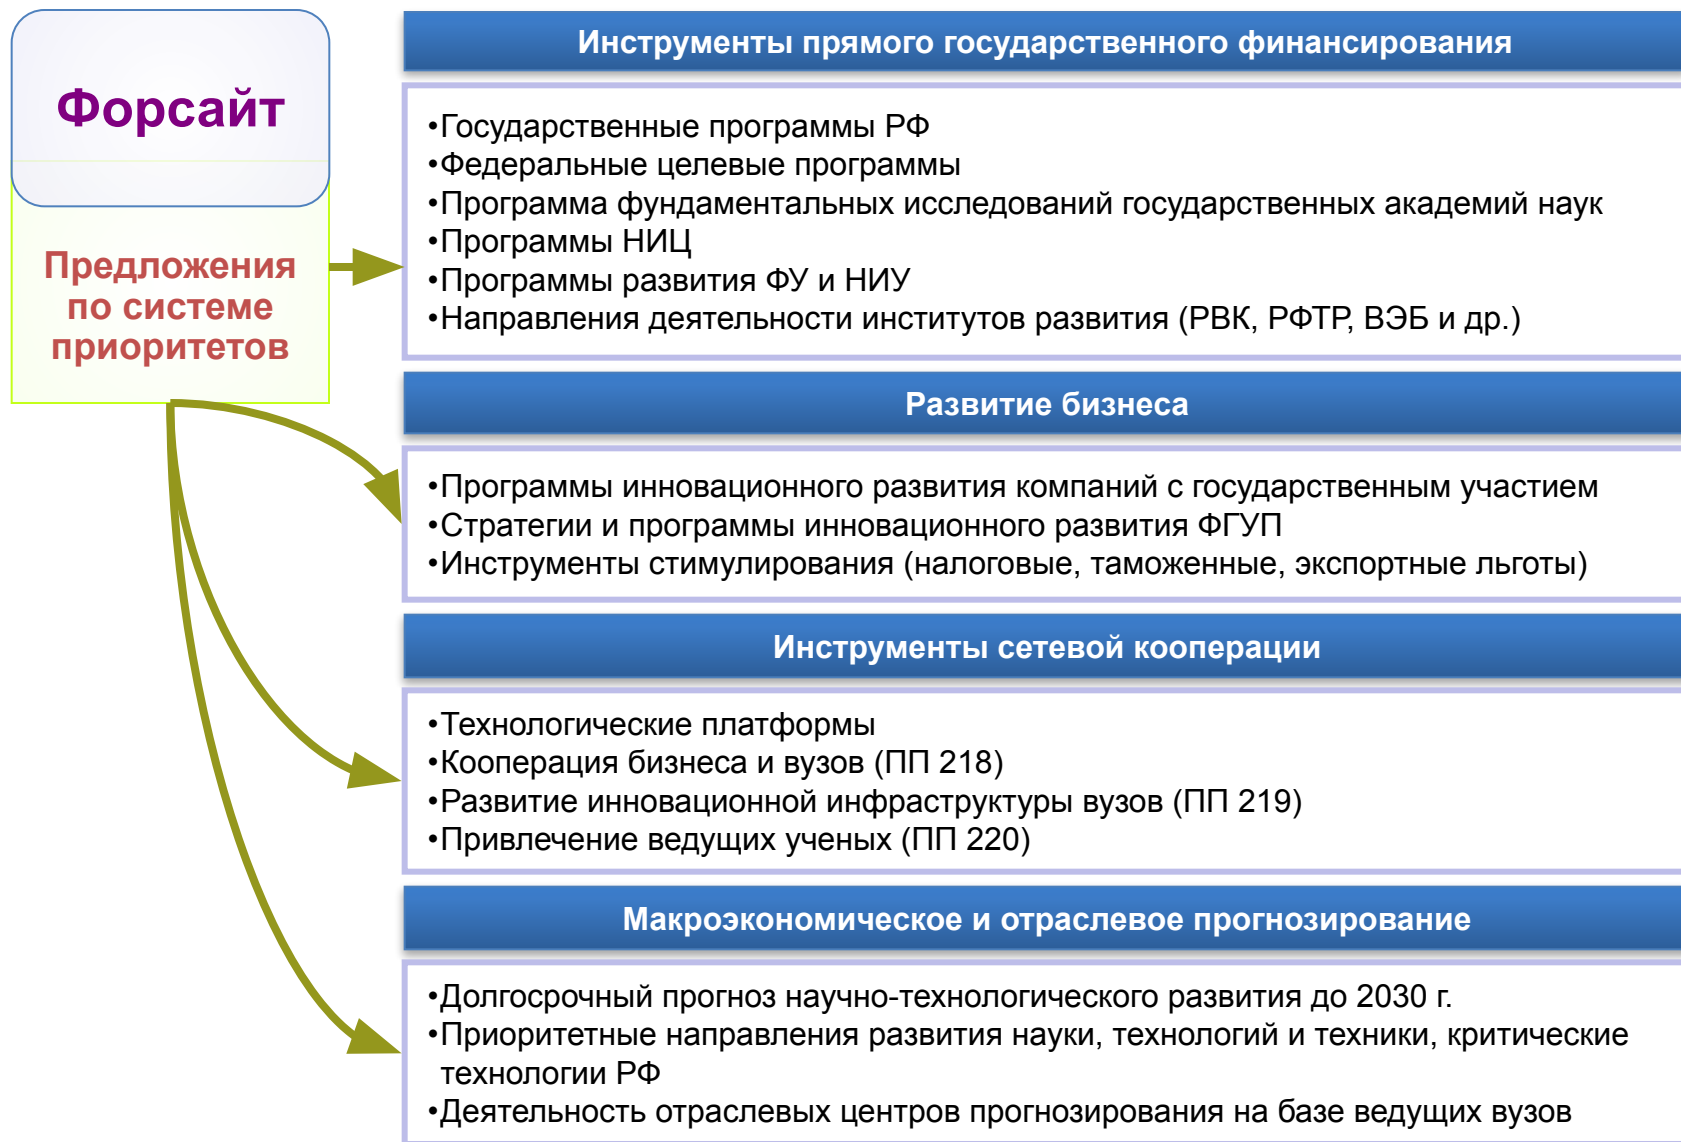 Форсайт
Предложения
по системе
приоритетов
Инструменты прямого государственного финансирования
•Государственные программы РФ
•Федеральные целевые программы
•Программа фундаментальных исследований государственных академий наук
•Программы НИЦ
•Программы развития ФУ и НИУ
•Направления деятельности институтов развития (РВК, РФТР, ВЭБ и др.)
Развитие бизнеса
•Программы инновационного развития компаний с государственным участием
•Стратегии и программы инновационного развития ФГУП
•Инструменты стимулирования (налоговые, таможенные, экспортные льготы)
Инструменты сетевой кооперации
•Технологические платформы
•Кооперация бизнеса и вузов (ПП 218)
•Развитие инновационной инфраструктуры вузов (ПП 219)
•Привлечение ведущих ученых (ПП 220)
Макроэкономическое и отраслевое прогнозирование
•Долгосрочный прогноз научно-технологического развития до 2030 г.
•Приоритетные направления развития науки, технологий и техники, критические
технологии РФ
•Деятельность отраслевых центров прогнозирования на базе ведущих вузов